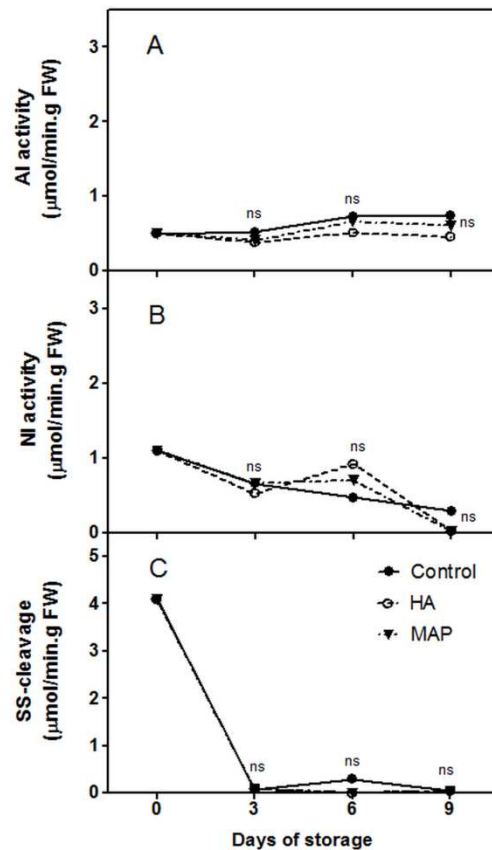 A
AI activity
(μmol/min.g FW)
3
2
1
0
ns
ns
ns
B
NI activity
(μmol/min.g FW)
3
2
1
0
ns
ns
ns
C
SS-cleavage
(μmol/min.g FW)
5
4
3
2
1
0
Control
HA
MAP
ns
ns
ns
0 3 6 9
Days of storage